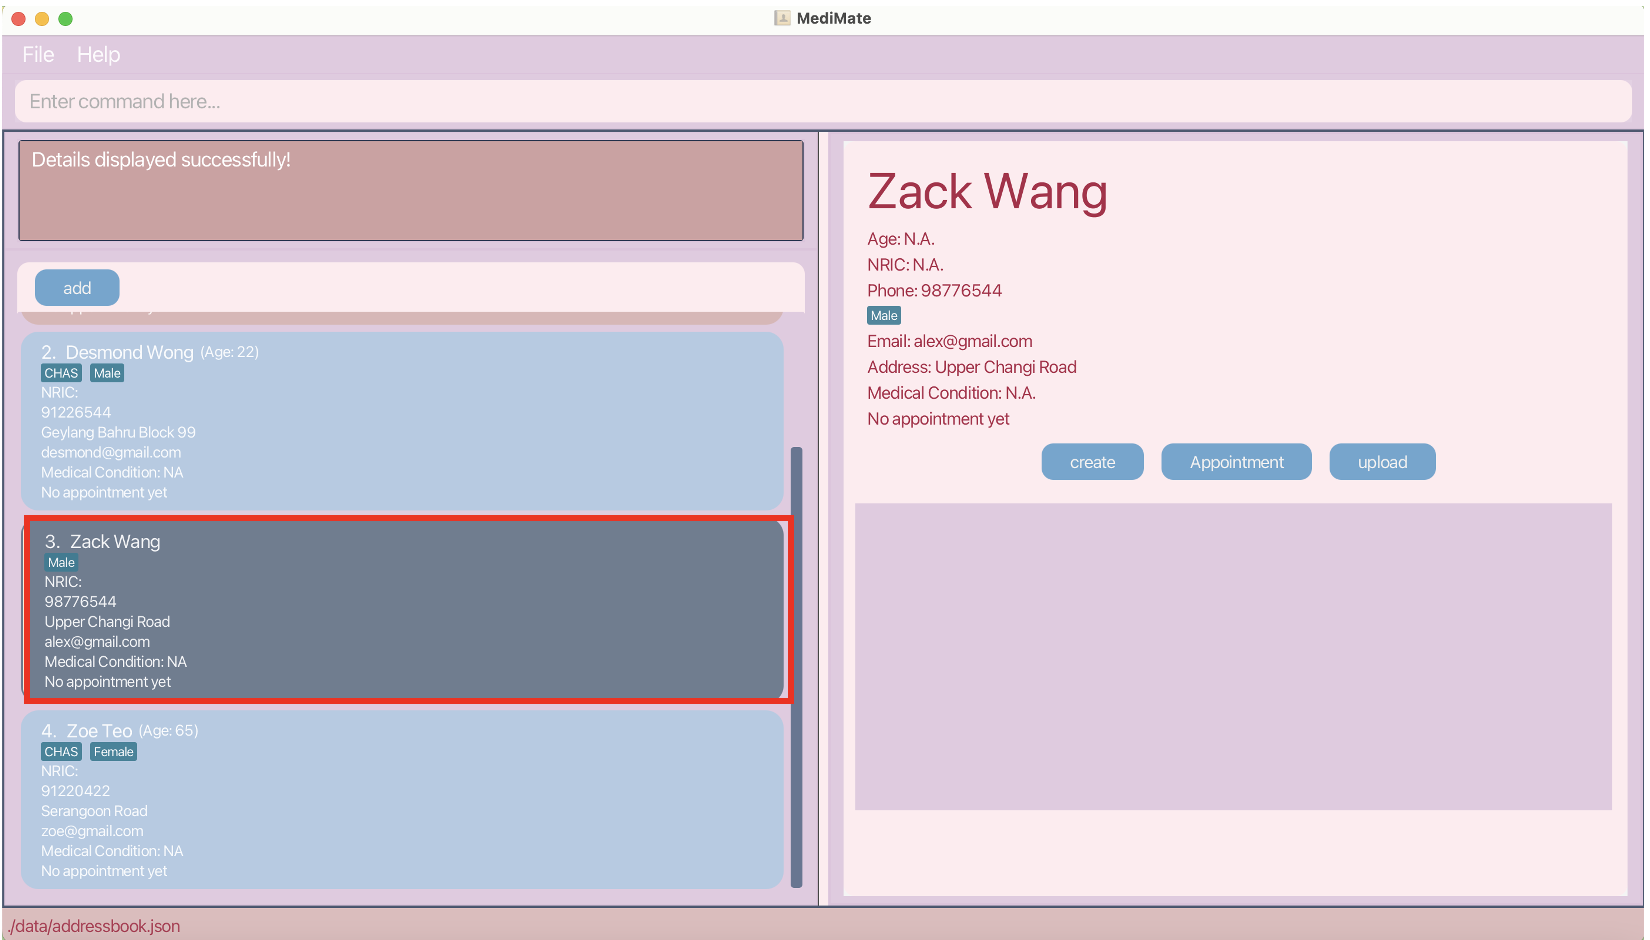 MediMate
File Help
Enter command here...
Details displayed successfully!
add
2. Desmond Wong (Age: 22)
CHAS Male
NRIC:
91226544
Geylang Bahru Block 99
desmond@gmail.com
Medical Condition: NA
No appointment yet
3. Zack Wang
Male
NRIC:
98776544
Upper Changi Road
alex@gmail.com
Medical Condition: NA
No appointment yet
4. Zoe Teo (Age: 65)
CHAS Female
NRIC:
91220422
Serangoon Road
zoe@gmail.com
Medical Condition: NA
No appointment yet
Zack Wang
Age: N.A.
NRIC: N.A.
Phone: 98776544
Male
Email: alex@gmail.com
Address: Upper Changi Road
Medical Condition: N.A.
No appointment yet
create Appointment upload
./data/addressbook.json